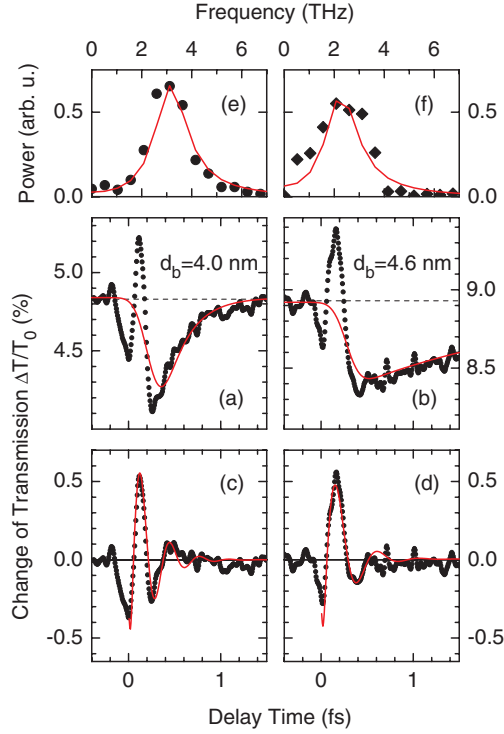 Frequency (THz)
0 2 4 6 0 2 4 6
Power (arb. u.)
0.5 0.5
0.0 0.0
(e) (f)
Change of Transmission ΔT/T0 (%)
5.0
4.5
9.0
8.5
d_b=4.0 nm d_b=4.6 nm
(a) (b)
0.5 0.5
0.0 0.0
-0.5 -0.5
(c) (d)
0 1 0 1
Delay Time (fs)